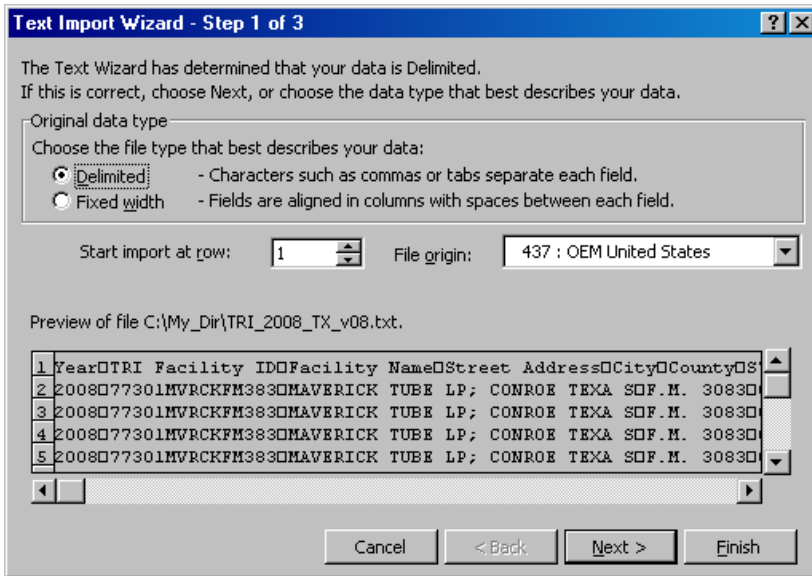 Text Import Wizard - Step 1 of 3
The Text Wizard has determined that your data is Delimited.
If this is correct, choose Next, or choose the data type that best describes your data.
Original data type
Choose the file type that best describes your data:
Delimited - Characters such as commas or tabs separate each field.
Fixed width - Fields are aligned in columns with spaces between each field.
Start import at row: 1 File origin: 437 : OEM United States
Preview of file C:\My_Dir\TRI_2008_TX_v08.txt.
1 Year□TRI Facility ID□Facility Name□Street Address□City□County□S
2 2008□77301MVRCKFM383□MAVERICK TUBE LP; CONROE TEXA S□F.M. 3083□
3 2008□77301MVRCKFM383□MAVERICK TUBE LP; CONROE TEXA S□F.M. 3083□
4 2008□77301MVRCKFM383□MAVERICK TUBE LP; CONROE TEXA S□F.M. 3083□
5 2008□77301MVRCKFM383□MAVERICK TUBE LP; CONROE TEXA S□F.M. 3083□
Cancel < Back Next > Finish